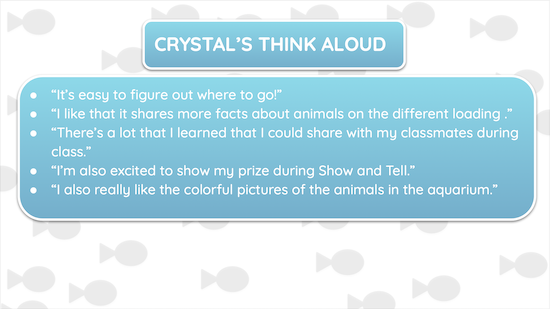 CRYSTAL'S THINK ALOUD
● "It's easy to figure out where to go!"
● "I like that it shares more facts about animals on the different loading ."
● "There's a lot that I learned that I could share with my classmates during
class."
● "I'm also excited to show my prize during Show and Tell."
● "I also really like the colorful pictures of the animals in the aquarium."